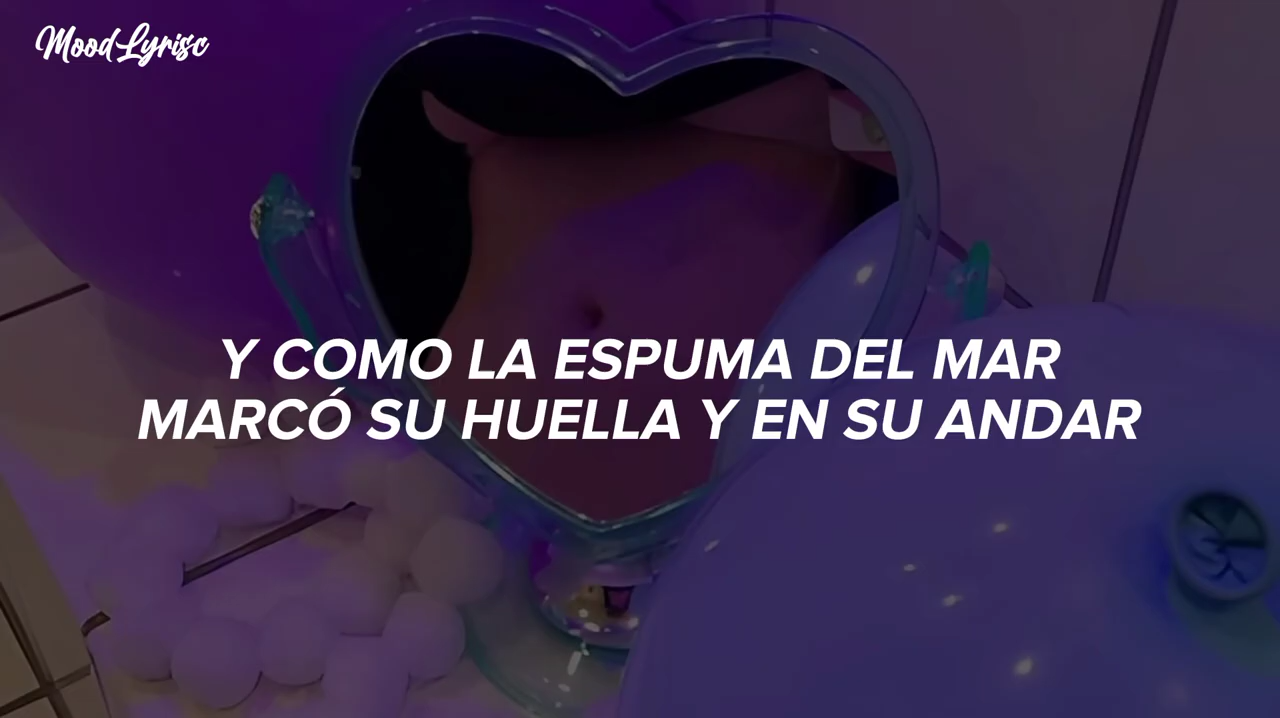 MoodLyrisc
Y COMO LA ESPUMA DEL MAR
MARCÓ SU HUELLA Y EN SU ANDAR